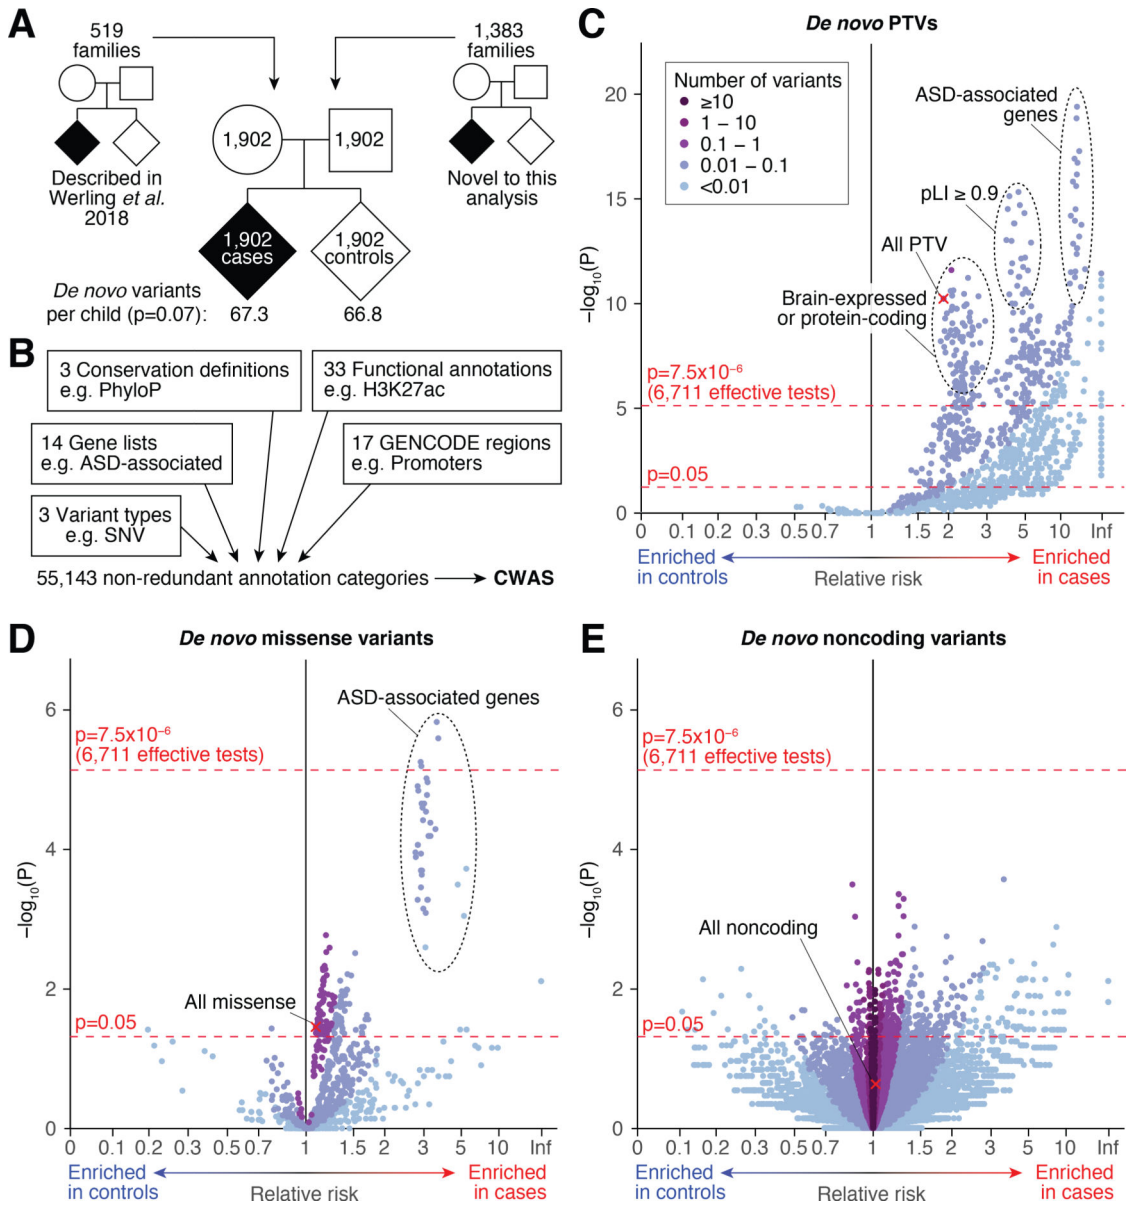 A
519
families
1,383
families
1,902
1,902
Described in
Werling et al.
2018
Novel to this
analysis
1,902
cases
1,902
controls
De novo variants
per child (p=0.07):
67.3
66.8
B
3 Conservation definitions
e.g. PhyloP
33 Functional annotations
e.g. H3K27ac
14 Gene lists
e.g. ASD-associated
17 GENCODE regions
e.g. Promoters
3 Variant types
e.g. SNV
55,143 non-redundant annotation categories
CWAS
C
De novo PTVs
Number of variants
≥10
1 – 10
0.1 – 1
0.01 – 0.1
<0.01
ASD-associated
genes
pLI ≥ 0.9
All PTV
Brain-expressed
or protein-coding
p=7.5x10⁻⁶
(6,711 effective tests)
p=0.05
−log₁₀(P)
20
15
10
5
0
0 0.1 0.2 0.3 0.5 0.7 1 1.5 2 3 5 10 Inf
Enriched
in controls
Relative risk
Enriched
in cases
D
De novo missense variants
ASD-associated genes
p=7.5x10⁻⁶
(6,711 effective tests)
All missense
p=0.05
−log₁₀(P)
6
4
2
0
0 0.1 0.2 0.3 0.5 0.7 1 1.5 2 3 5 10 Inf
Enriched
in controls
Relative risk
Enriched
in cases
E
De novo noncoding variants
p=7.5x10⁻⁶
(6,711 effective tests)
All noncoding
p=0.05
−log₁₀(P)
6
4
2
0
0 0.1 0.2 0.3 0.5 0.7 1 1.5 2 3 5 10 Inf
Enriched
in controls
Relative risk
Enriched
in cases